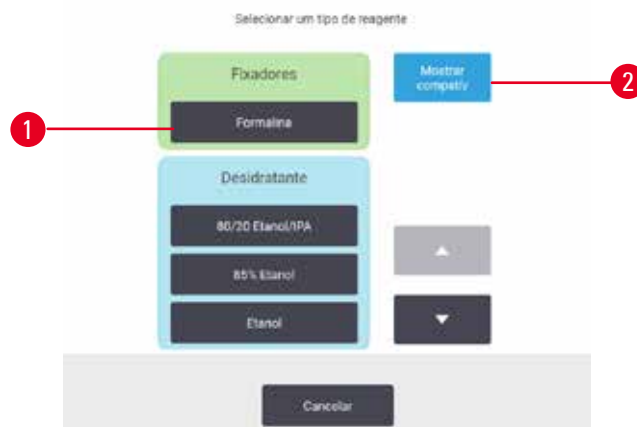 Selecionar um tipo de reagente
Fixadores
Mostrar
compatív
2
1
Formalina
Desidratante
80/20 Etanol/IPA
85% Etanol
Etanol
Cancelar